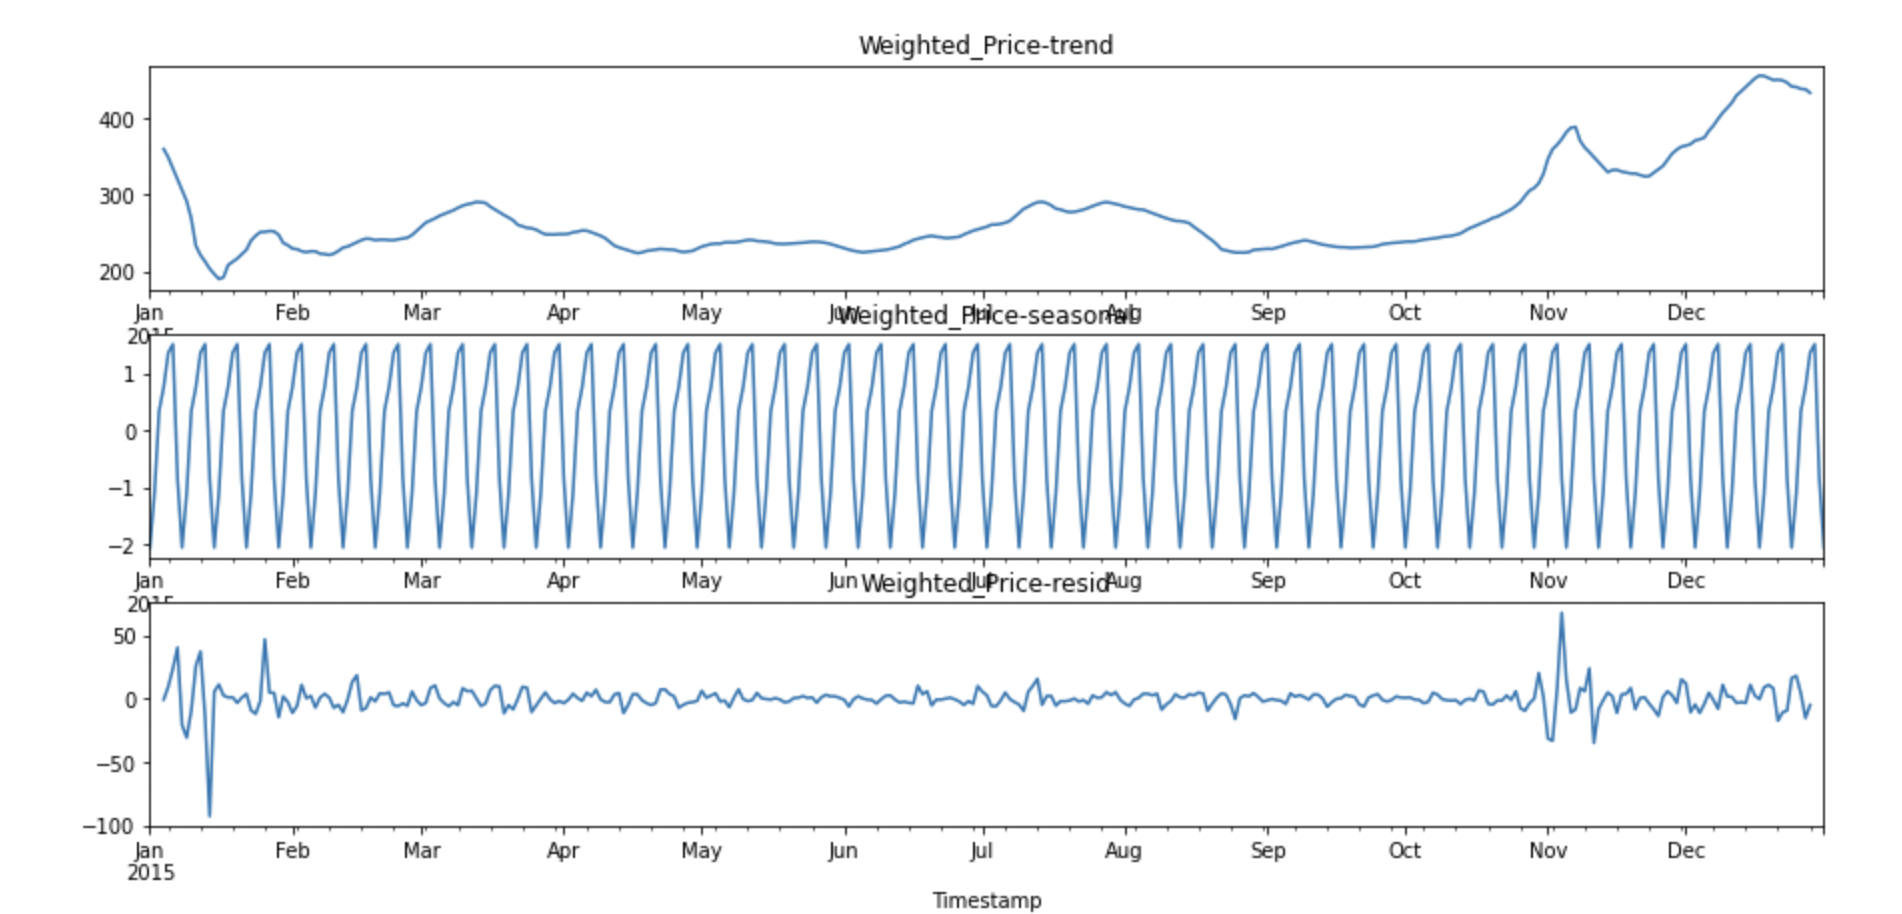 Weighted_Price-trend
400
300
200
Jan Feb Mar Apr May Jun Jul Aug Sep Oct Nov Dec
2015
Weighted_Price-seasonal
1
0
−1
−2
Jan Feb Mar Apr May Jun Jul Aug Sep Oct Nov Dec
2015
Weighted_Price-resid
50
0
−50
−100
Jan Feb Mar Apr May Jun Jul Aug Sep Oct Nov Dec
2015
Timestamp